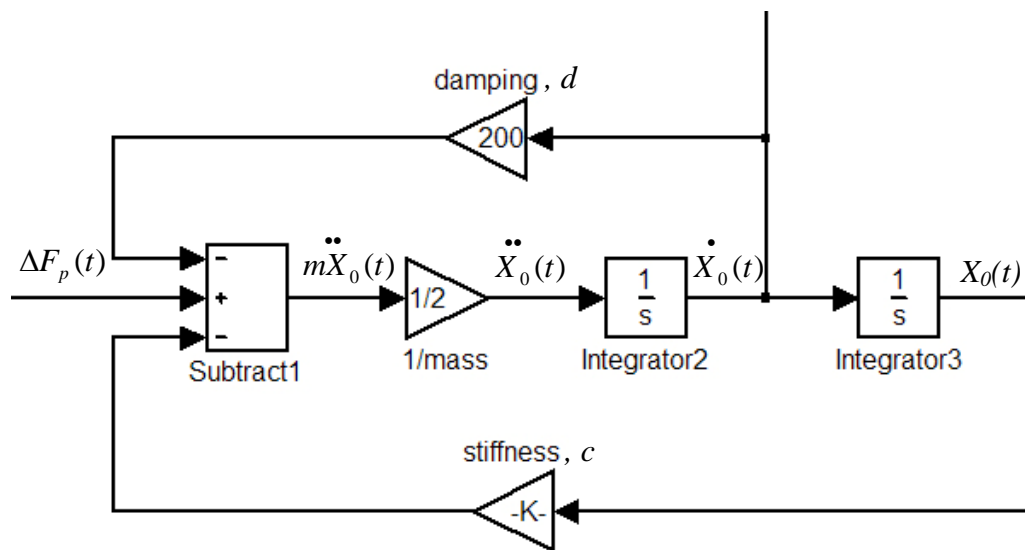 damping, d
200
ΔF_p(t)
-
+
-
Subtract1
mẌ_0(t)
1/2
1/mass
Ẍ_0(t)
1
s
Integrator2
Ẋ_0(t)
1
s
Integrator3
X_0(t)
stiffness, c
-K-